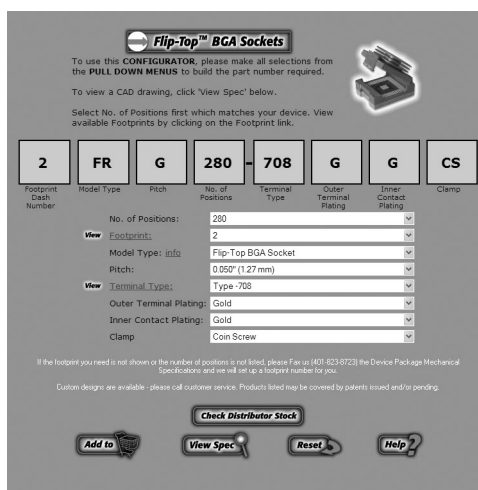 Flip-Top™ BGA Sockets
To use this CONFIGURATOR, please make all selections from
the PULL DOWN MENUS to build the part number required.
To view a CAD drawing, click 'View Spec' below.
Select No. of Positions first which matches your device. View
available Footprints by clicking on the Footprint link.
2 FR G 280 - 708 G G CS
Footprint Dash Number
Model Type
Pitch
No. of Positions
Terminal Type
Outer Terminal Plating
Inner Contact Plating
Clamp
No. of Positions: 280
View Footprint: 2
Model Type: info Flip-Top BGA Socket
Pitch: 0.050" (1.27 mm)
View Terminal Type: Type -708
Outer Terminal Plating: Gold
Inner Contact Plating: Gold
Clamp Coin Screw
If the footprint you need is not shown or the number of positions is not listed, please Fax us (401-823-8723) the Device Package Mechanical
Specifications and we will set up a footprint number for you.
Custom designs are available - please call customer service. Products listed may be covered by patents issued and/or pending.
Check Distributor Stock
Add to View Spec Reset Help